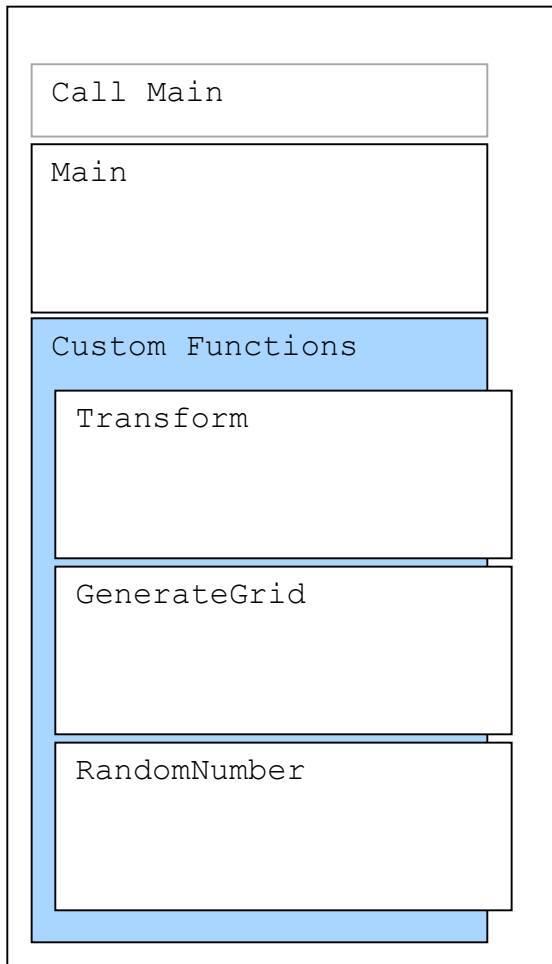 Call Main
Main
Custom Functions
Transform
GenerateGrid
RandomNumber